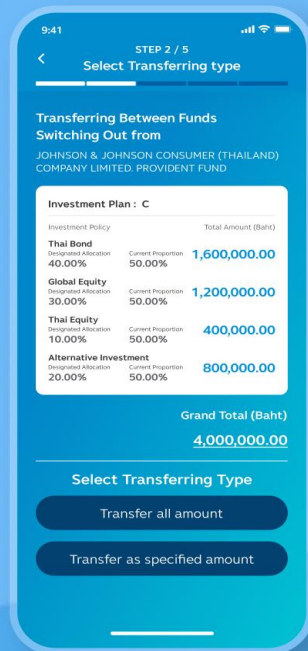 9:41
STEP 2 / 5
Select Transferring type
Transferring Between Funds
Switching Out from
JOHNSON & JOHNSON CONSUMER (THAILAND)
COMPANY LIMITED. PROVIDENT FUND
Investment Plan : C
Investment Policy Total Amount (Baht)
Thai Bond
Designated Allocation Current Proportion 1,600,000.00
40.00% 50.00%
Global Equity
Designated Allocation Current Proportion 1,200,000.00
30.00% 50.00%
Thai Equity
Designated Allocation Current Proportion 400,000.00
10.00% 50.00%
Alternative Investment
Designated Allocation Current Proportion 800,000.00
20.00% 50.00%
Grand Total (Baht)
4,000,000.00
Select Transferring Type
Transfer all amount
Transfer as specified amount